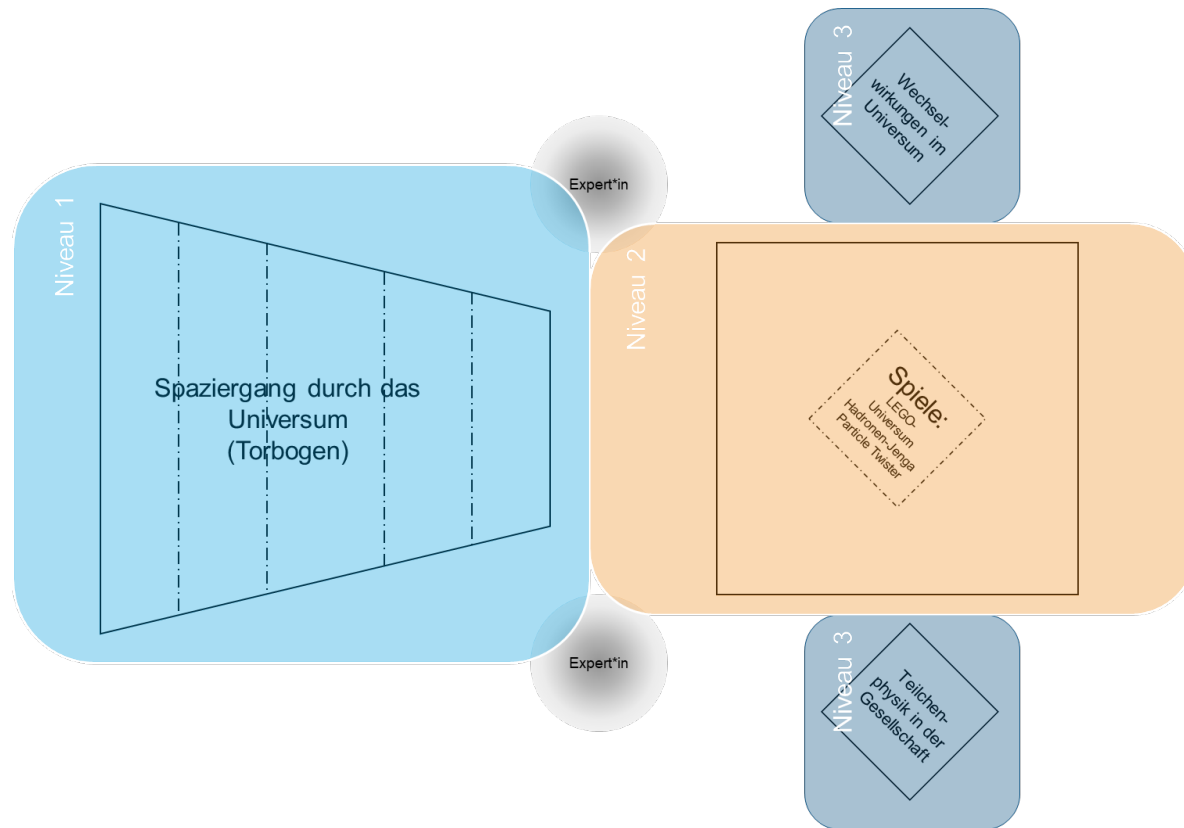 Niveau 1
Spaziergang durch das
Universum
(Torbogen)
Expert*in
Expert*in
Niveau 2
Spiele:
LEGO-
Universum
Hadronen-Jenga
Particle Twister
Niveau 3
Wechsel-
wirkungen im
Universum
Niveau 3
Teilchen-
physik in der
Gesellschaft